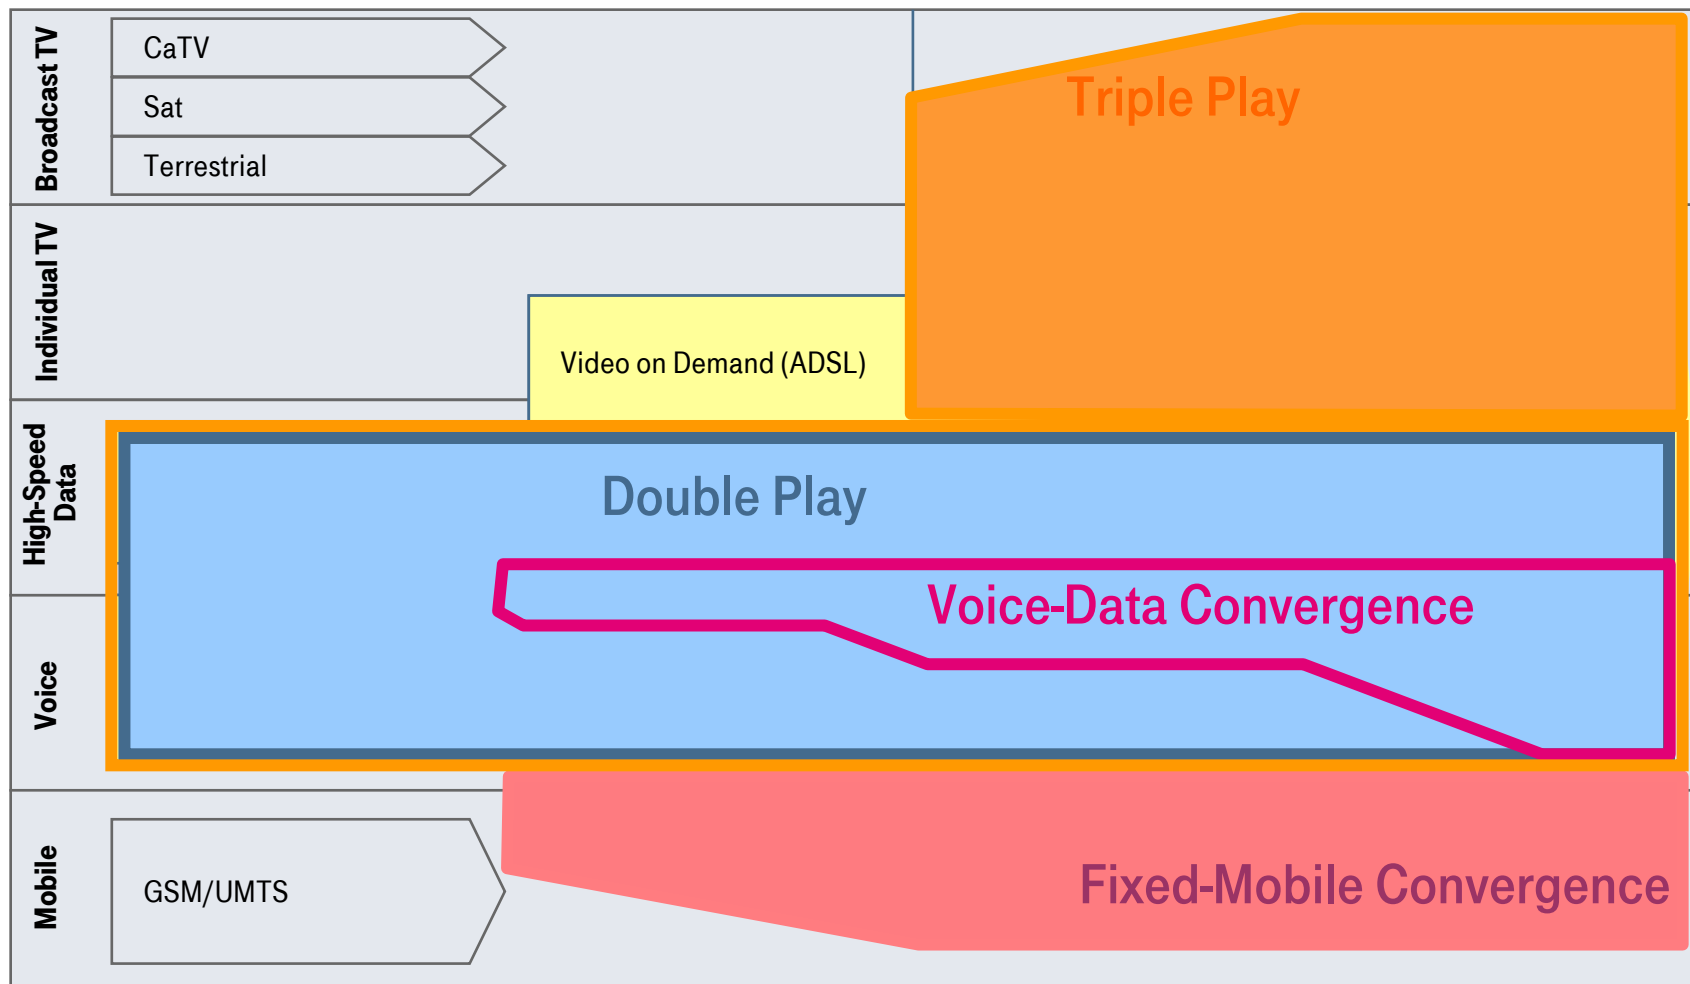 Broadcast TV
CaTV
Sat
Terrestrial
Triple Play
Individual TV
Video on Demand (ADSL)
High-Speed
Data
Double Play
Voice-Data Convergence
Voice
Mobile
GSM/UMTS
Fixed-Mobile Convergence